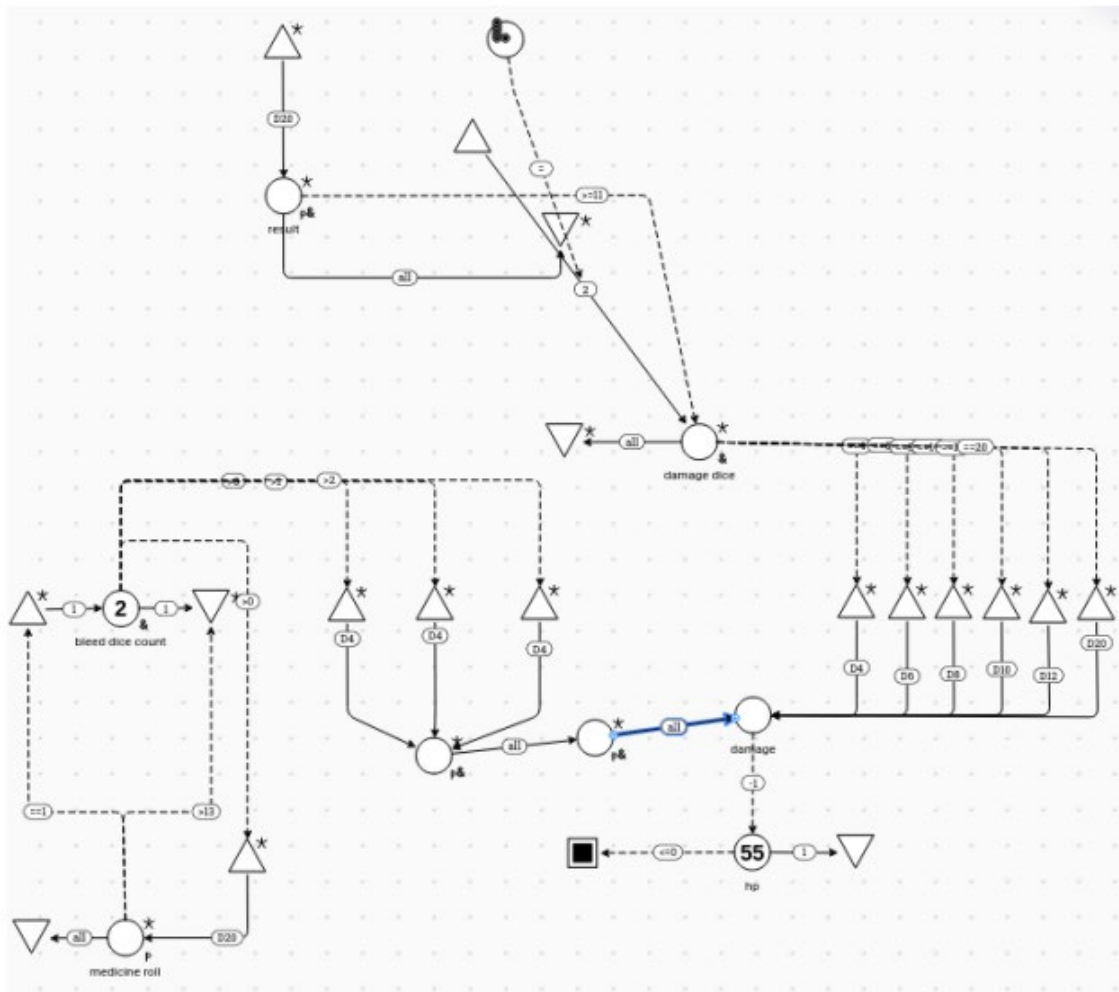 *
D20
=
*
>=11
p&
result
*
all
2
*
*
all
&
damage dice
==20
>2
*
*
*
*
*
*
*
*
*
*
1
2
1
>0
&
bleed dice count
D4
D4
D4
D4
D6
D8
D10
D12
D20
*
*
all
all
p&
p&
damage
-1
==1
>13
*
<=0
55
1
hp
*
all
D20
p
medicine roll